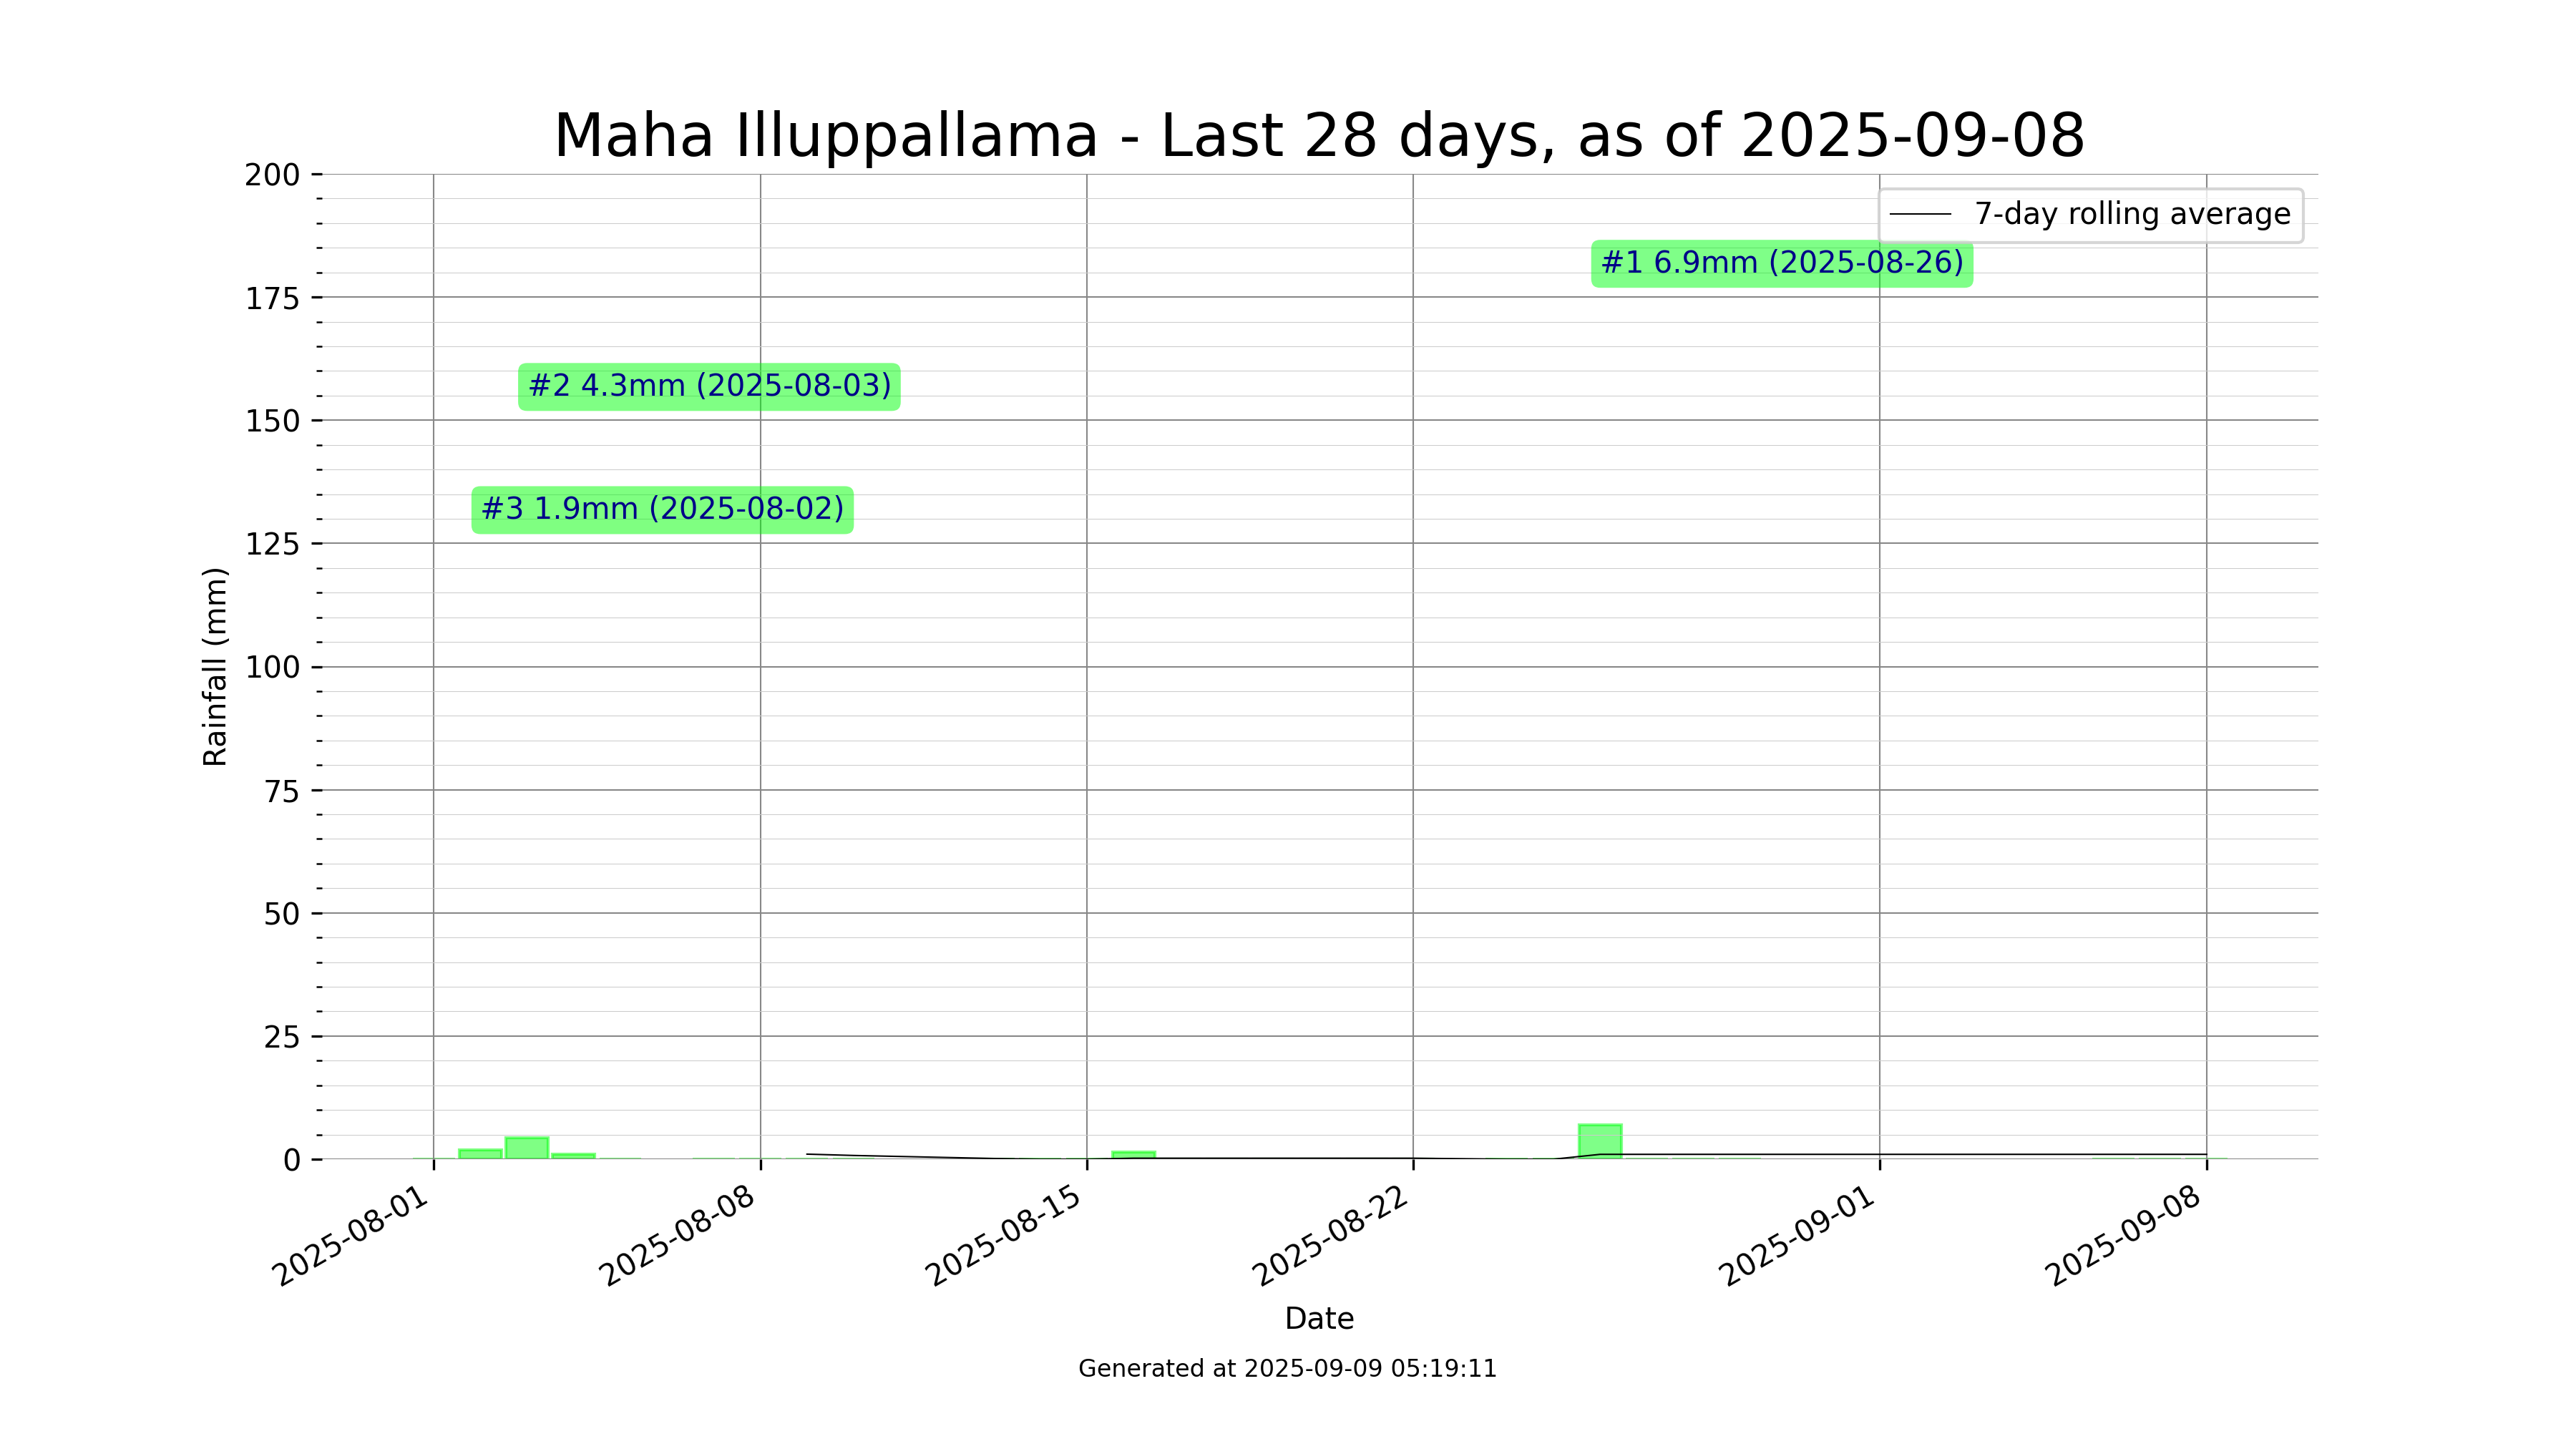 Maha Illuppallama - Last 28 days, as of 2025-09-08
200
175
150
125
100
75
50
25
0
Rainfall (mm)
7-day rolling average
#1 6.9mm (2025-08-26)
#2 4.3mm (2025-08-03)
#3 1.9mm (2025-08-02)
2025-08-01
2025-08-08
2025-08-15
2025-08-22
2025-09-01
2025-09-08
Date
Generated at 2025-09-09 05:19:11